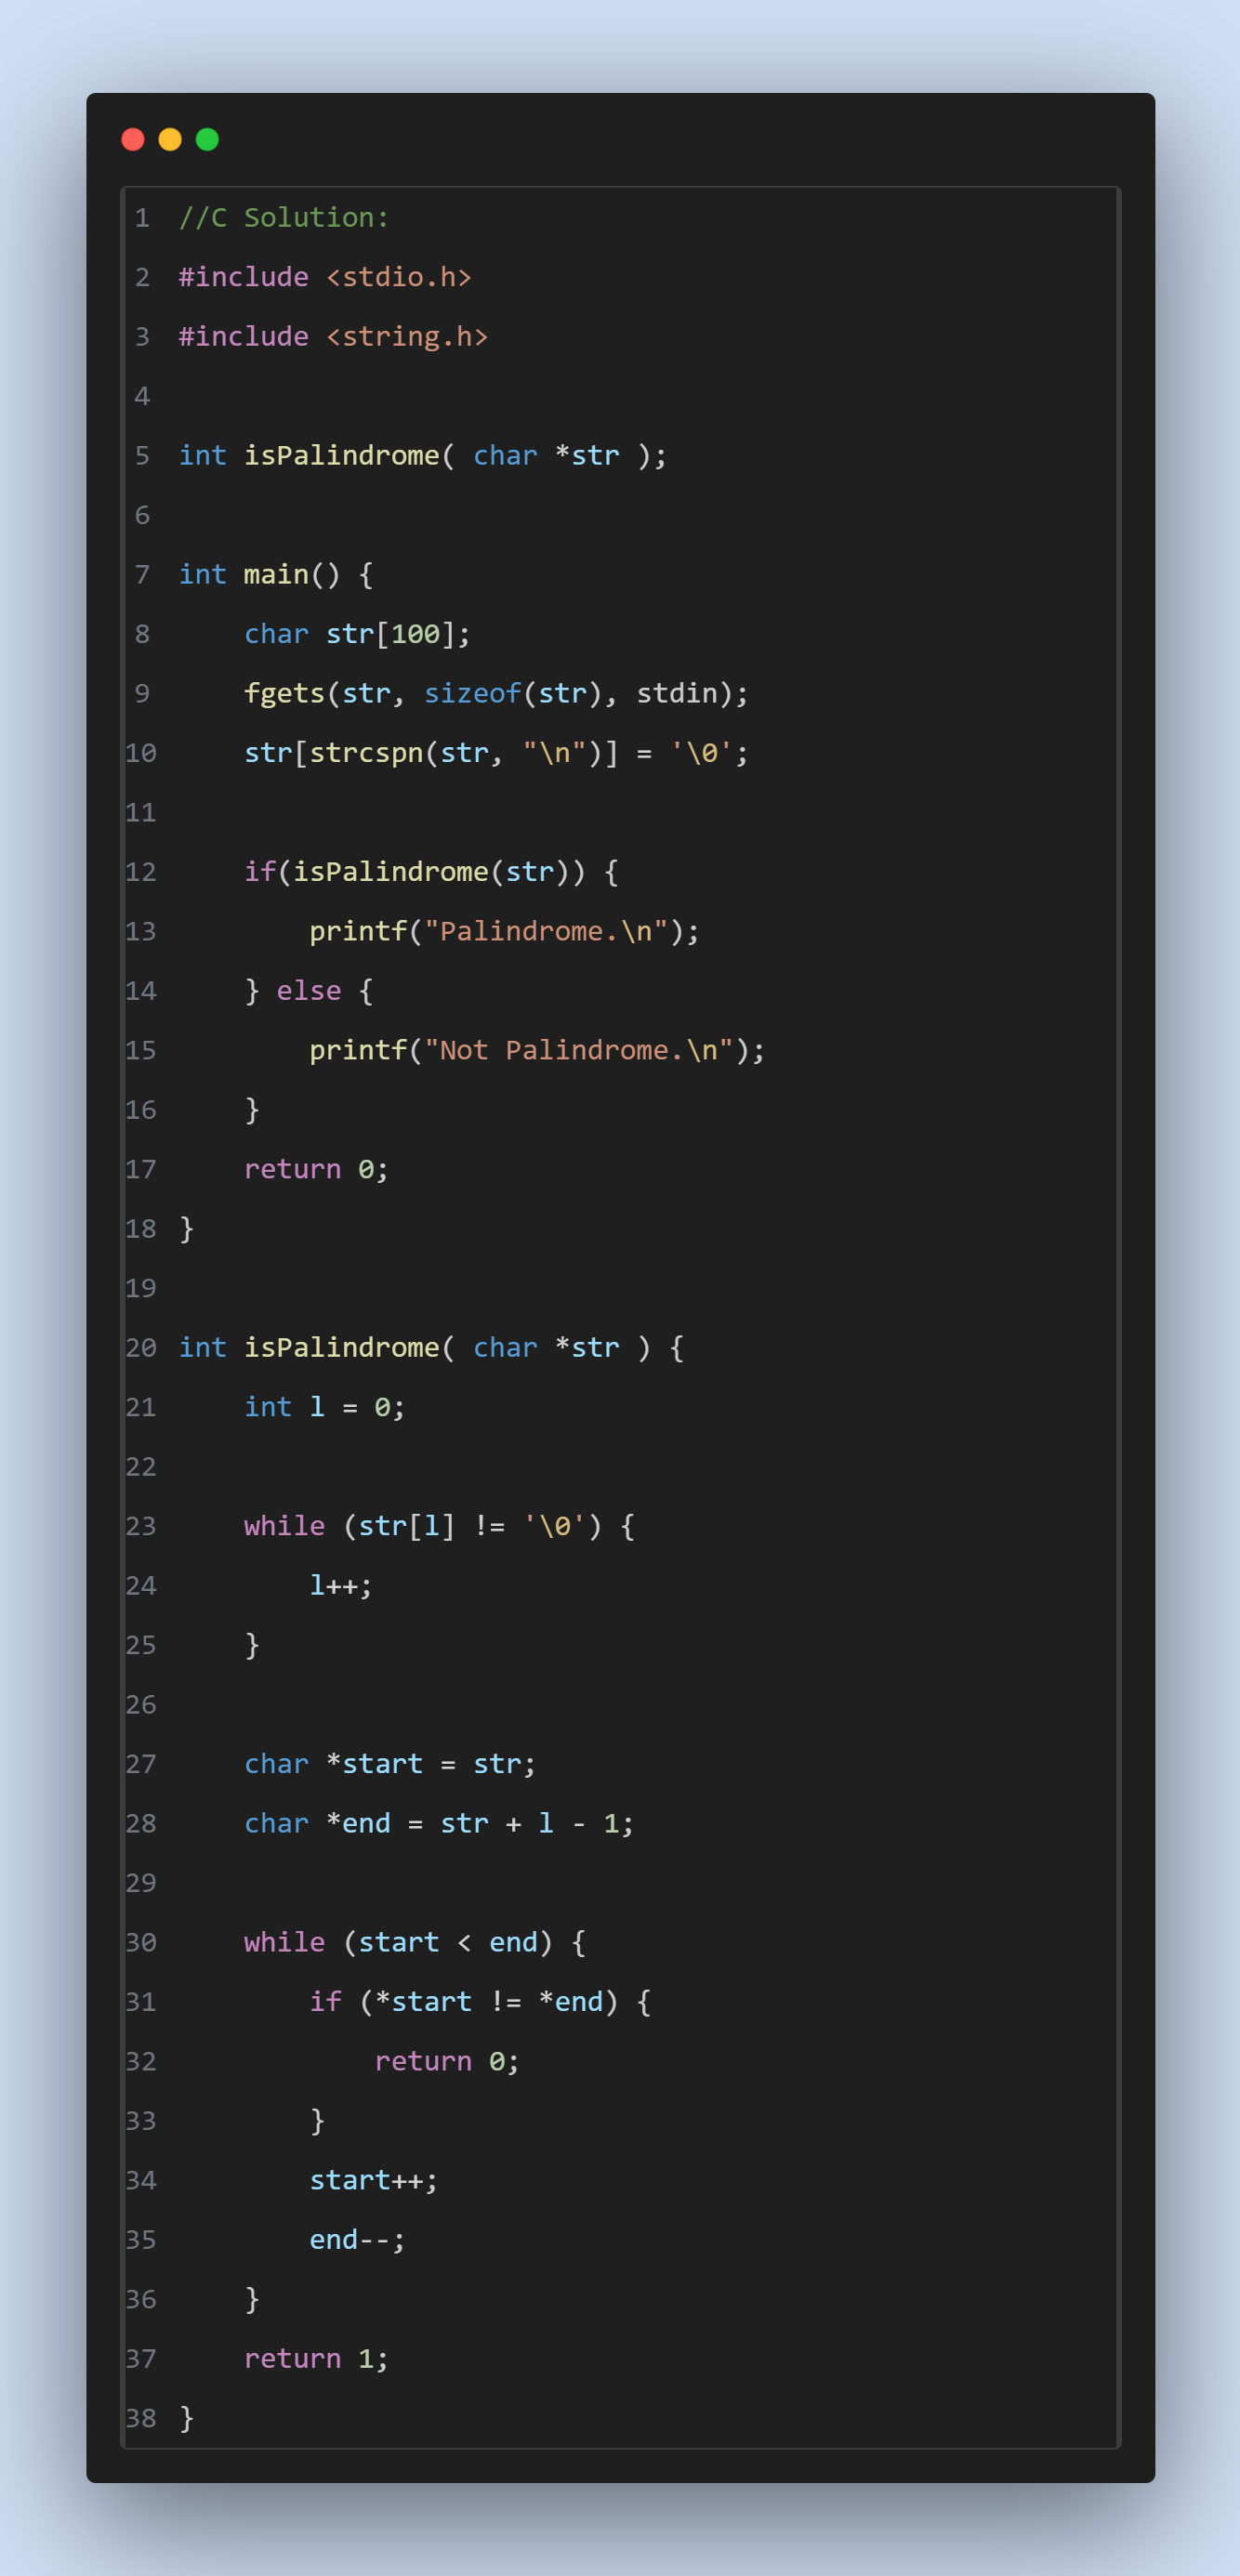 1 //C Solution:
2 #include <stdio.h>
3 #include <string.h>
4
5 int isPalindrome( char *str );
6
7 int main() {
8     char str[100];
9     fgets(str, sizeof(str), stdin);
10     str[strcspn(str, "\n")] = '\0';
11
12     if(isPalindrome(str)) {
13         printf("Palindrome.\n");
14     } else {
15         printf("Not Palindrome.\n");
16     }
17     return 0;
18 }
19
20 int isPalindrome( char *str ) {
21     int l = 0;
22
23     while (str[l] != '\0') {
24         l++;
25     }
26
27     char *start = str;
28     char *end = str + l - 1;
29
30     while (start < end) {
31         if (*start != *end) {
32             return 0;
33         }
34         start++;
35         end--;
36     }
37     return 1;
38 }